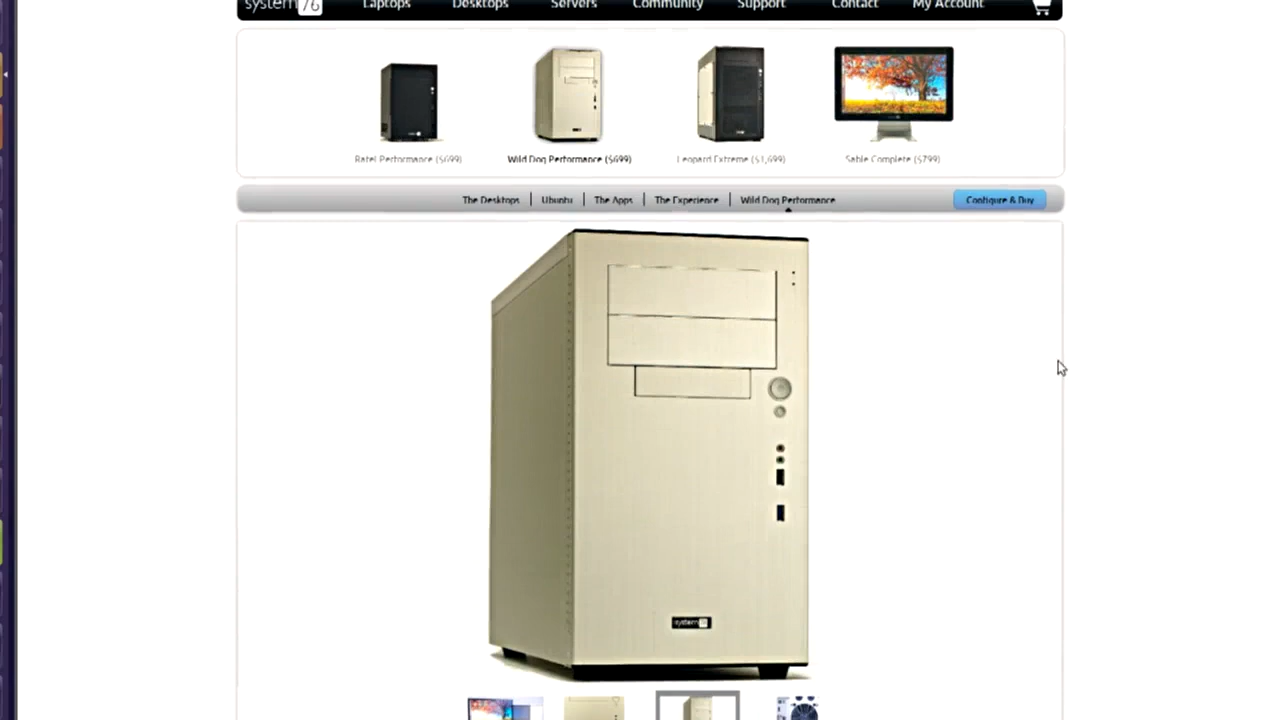 system76 Laptops Desktops Servers Community Support Contact My Account
Ratel Performance ($699) Wild Dog Performance ($699) Leopard Extreme ($1,699) Sable Complete ($799)
The Desktops Ubuntu The Apps The Experience Wild Dog Performance Configure & Buy
system76